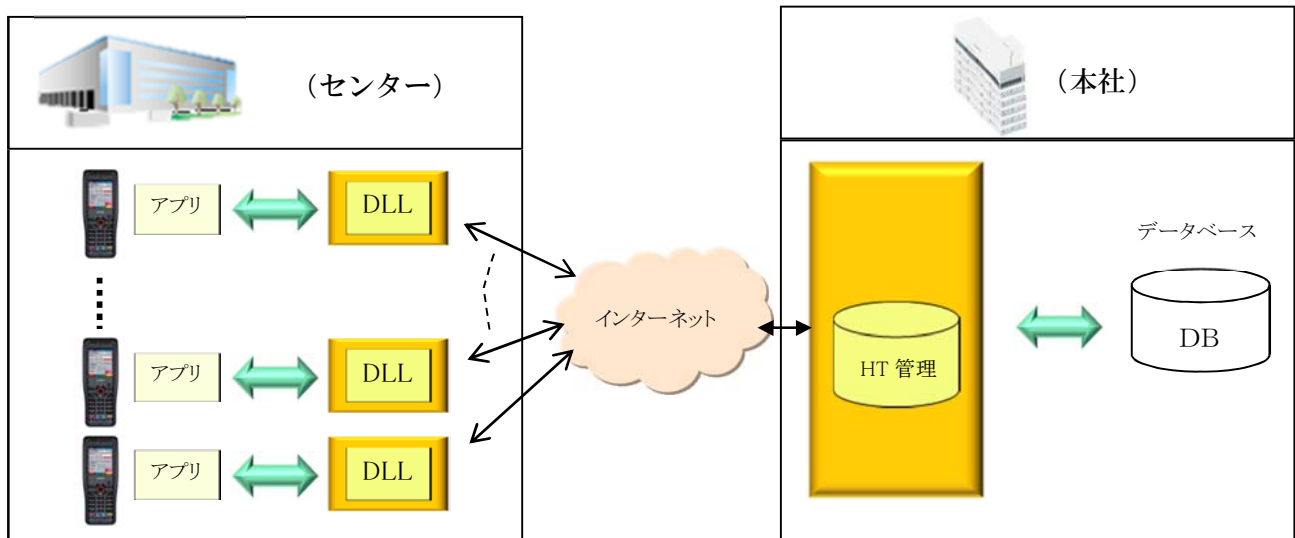 （センター）
（本社）
アプリ
DLL
データベース
インターネット
DB
アプリ
DLL
HT 管理
アプリ
DLL